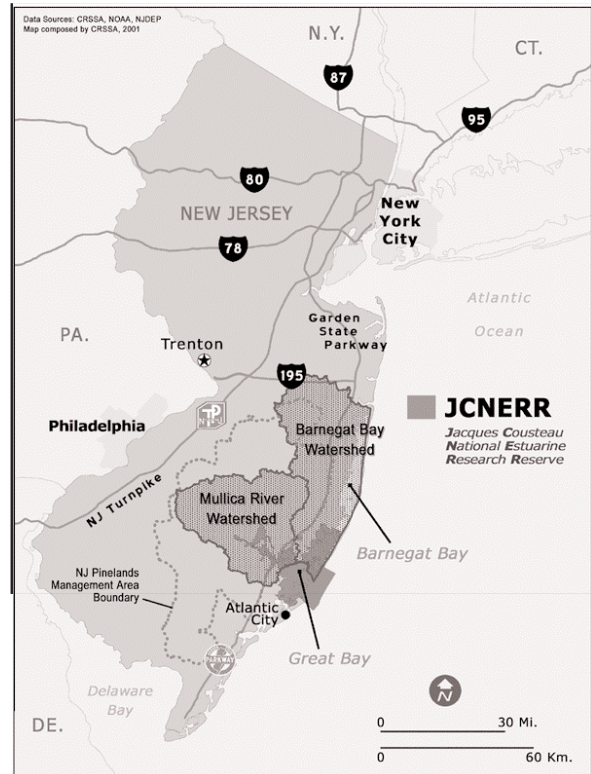 Data Sources: CRSSA, NOAA, NJDEP
Map composed by CRSSA, 2001
N.Y.
CT.
87
95
80
NEW JERSEY
New
York
City
78
Atlantic
Ocean
PA.
Garden
State
Parkway
Trenton
195
JCNERR
Jacques Cousteau
National Estuarine
Research Reserve
Philadelphia
Barnegat Bay
Watershed
NJ Turnpike
Mullica River
Watershed
Barnegat Bay
NJ Pinelands
Management Area
Boundary
Atlantic
City
Great Bay
PARKWAY
Delaware
Bay
N
DE.
0 30 Mi.
0 60 Km.